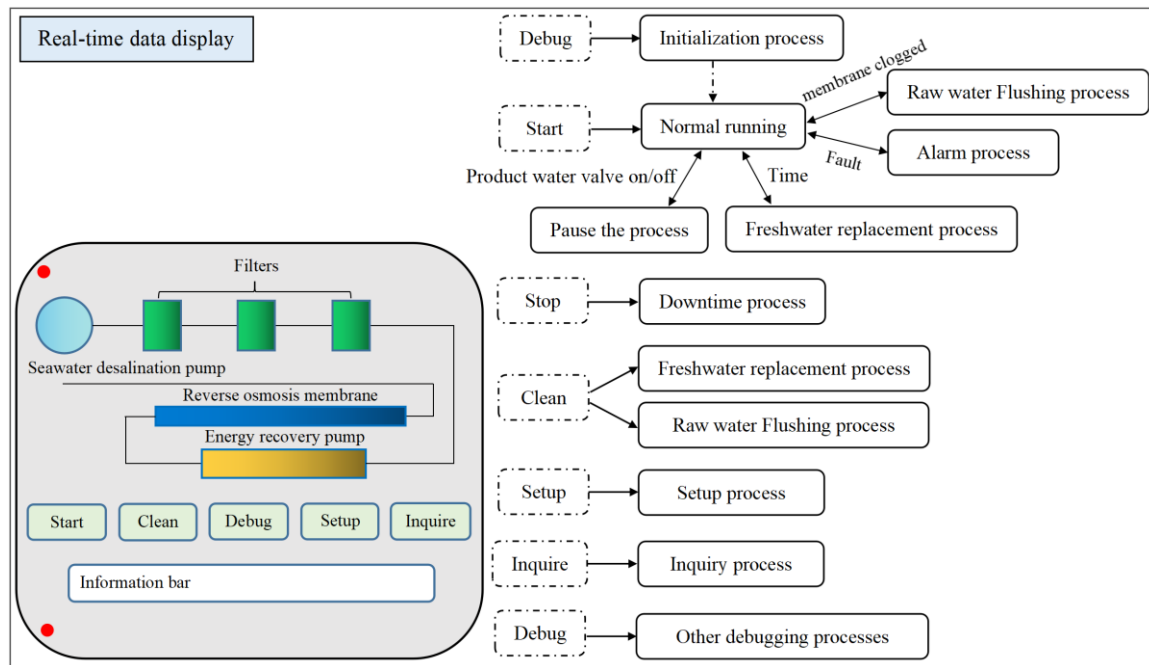 Real-time data display
Debug
Initialization process
membrane clogged
Raw water Flushing process
Start
Normal running
Fault
Alarm process
Product water valve on/off
Time
Pause the process
Freshwater replacement process
Filters
Seawater desalination pump
Reverse osmosis membrane
Energy recovery pump
Start
Clean
Debug
Setup
Inquire
Information bar
Stop
Downtime process
Clean
Freshwater replacement process
Raw water Flushing process
Setup
Setup process
Inquire
Inquiry process
Debug
Other debugging processes